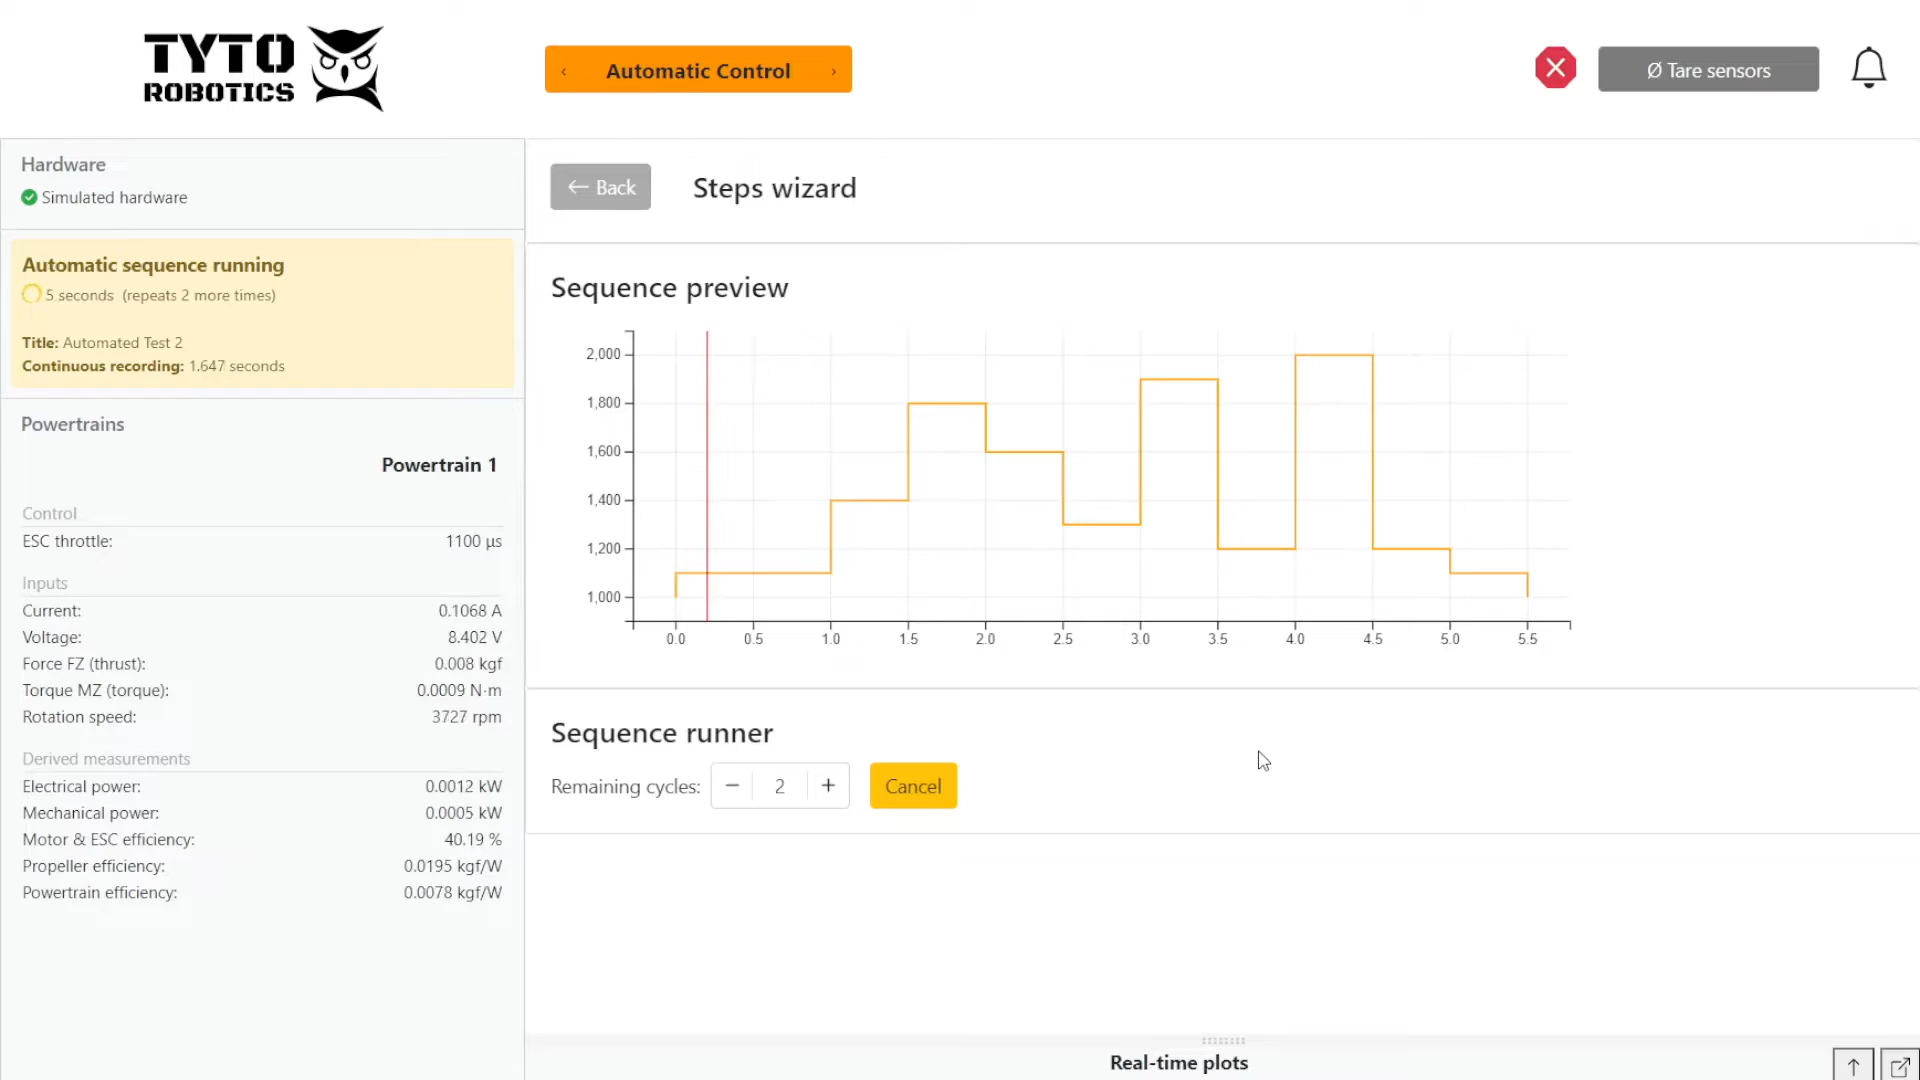 TYTO
ROBOTICS
‹ Automatic Control ›
Ø Tare sensors
Hardware
Simulated hardware
Automatic sequence running
5 seconds (repeats 2 more times)
Title: Automated Test 2
Continuous recording: 1.647 seconds
Powertrains
Powertrain 1
Control
ESC throttle: 1100 µs
Inputs
Current: 0.1068 A
Voltage: 8.402 V
Force FZ (thrust): 0.008 kgf
Torque MZ (torque): 0.0009 N·m
Rotation speed: 3727 rpm
Derived measurements
Electrical power: 0.0012 kW
Mechanical power: 0.0005 kW
Motor & ESC efficiency: 40.19 %
Propeller efficiency: 0.0195 kgf/W
Powertrain efficiency: 0.0078 kgf/W
← Back
Steps wizard
Sequence preview
2,000
1,800
1,600
1,400
1,200
1,000
0.0 0.5 1.0 1.5 2.0 2.5 3.0 3.5 4.0 4.5 5.0 5.5
Sequence runner
Remaining cycles: − 2 + Cancel
Real-time plots